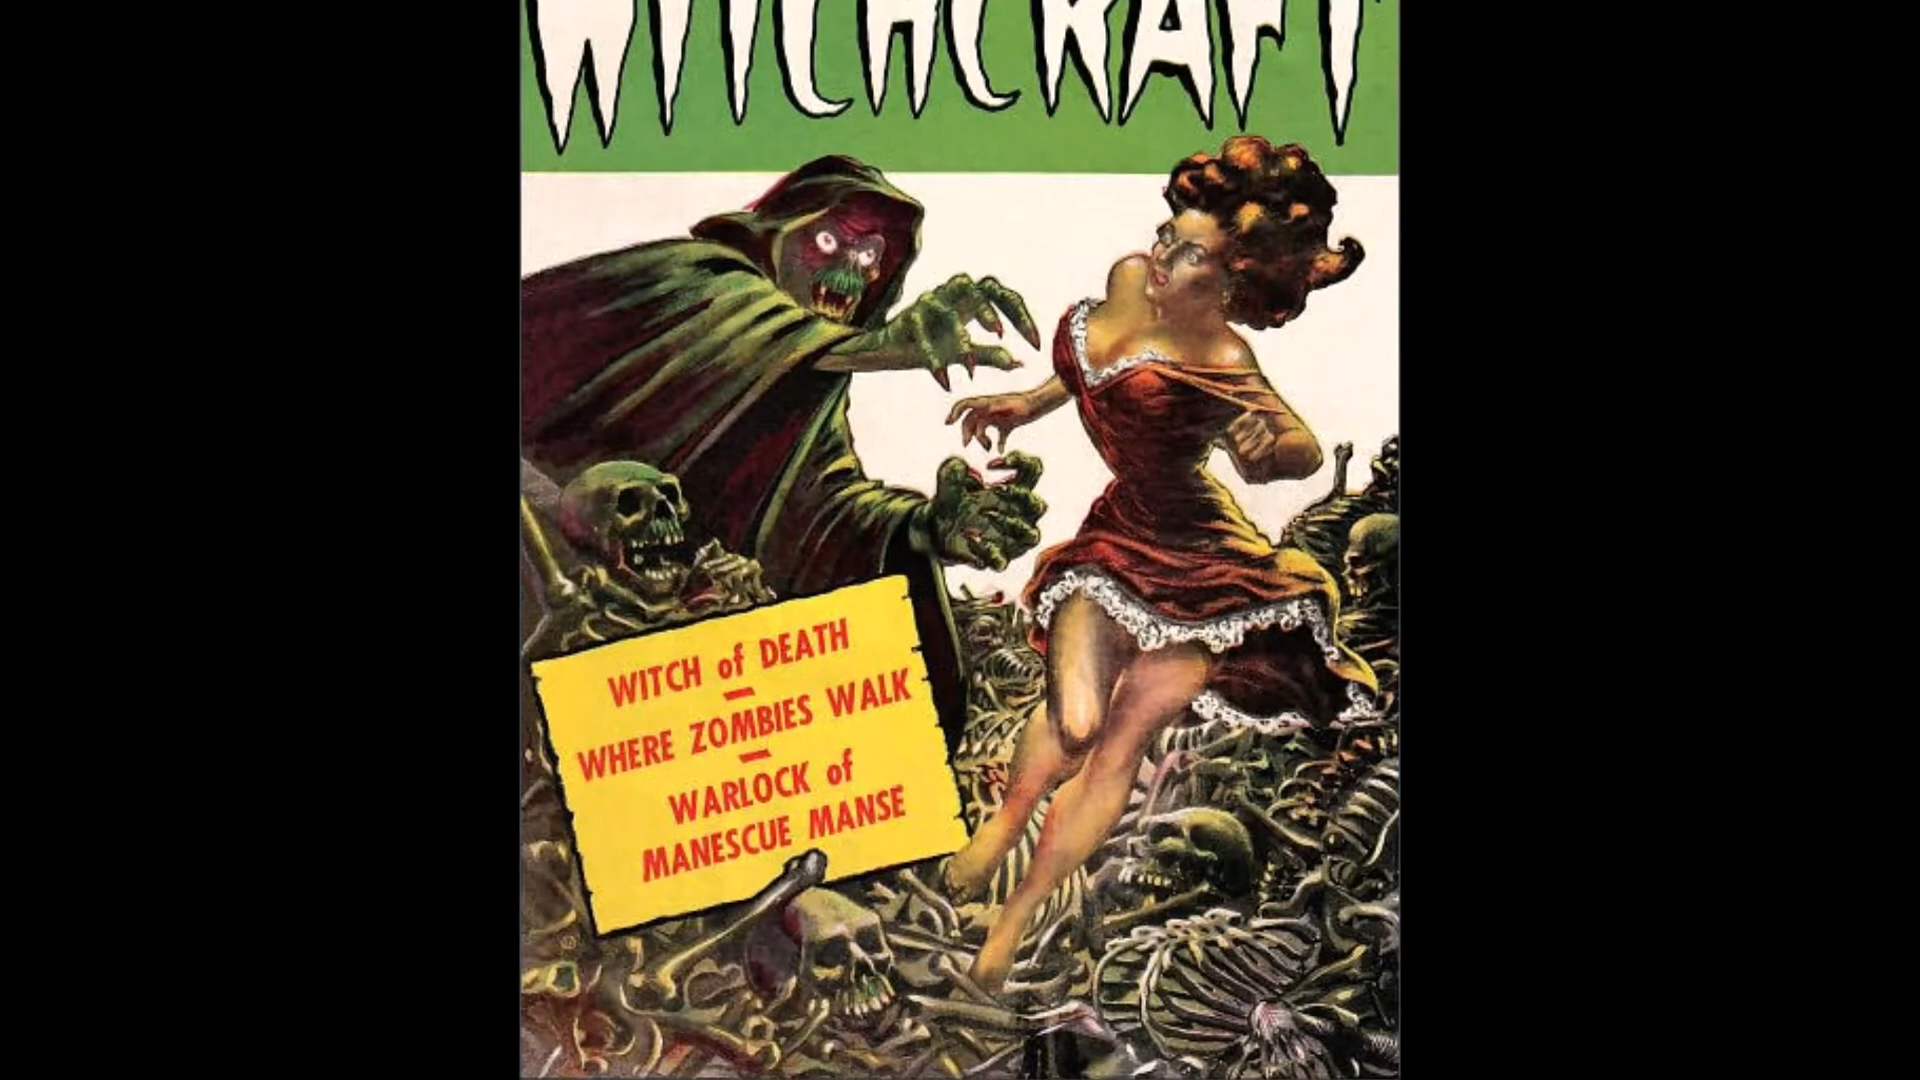 WITCHCRAFT
WITCH of DEATH
WHERE ZOMBIES WALK
WARLOCK of
MANESCUE MANSE